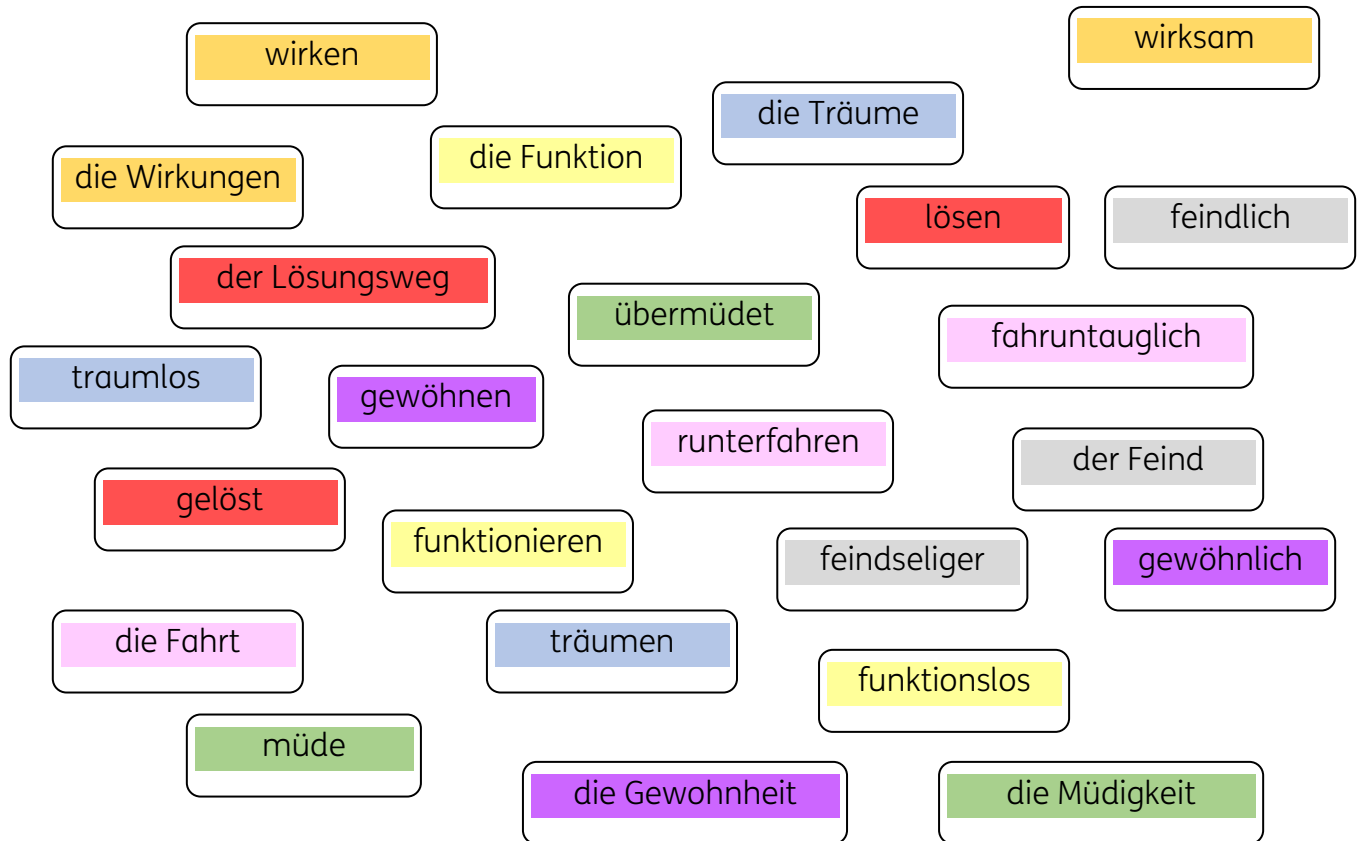 wirken
wirksam
die Träume
die Funktion
die Wirkungen
lösen
feindlich
der Lösungsweg
übermüdet
fahruntauglich
traumlos
gewöhnen
runterfahren
der Feind
gelöst
funktionieren
feindseliger
gewöhnlich
die Fahrt
träumen
funktionslos
müde
die Gewohnheit
die Müdigkeit